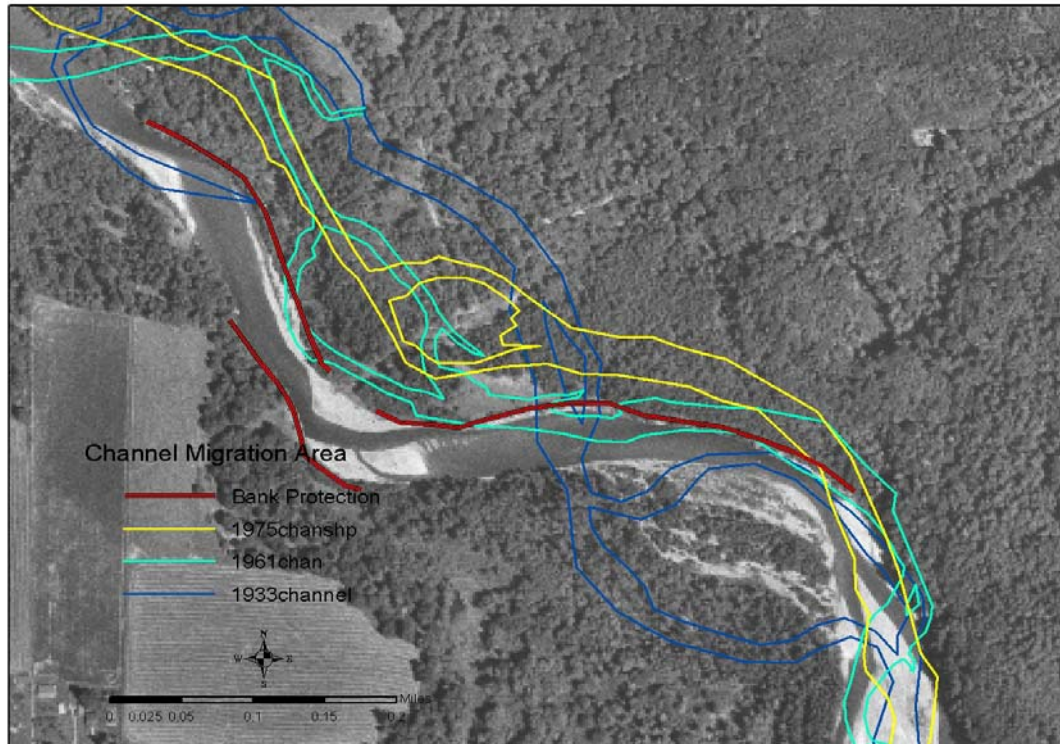 Channel Migration Area
Bank Protection
1975chanshp
1961chan
1933channel
N
W E
S
Miles
0 0.025 0.05 0.1 0.15 0.2